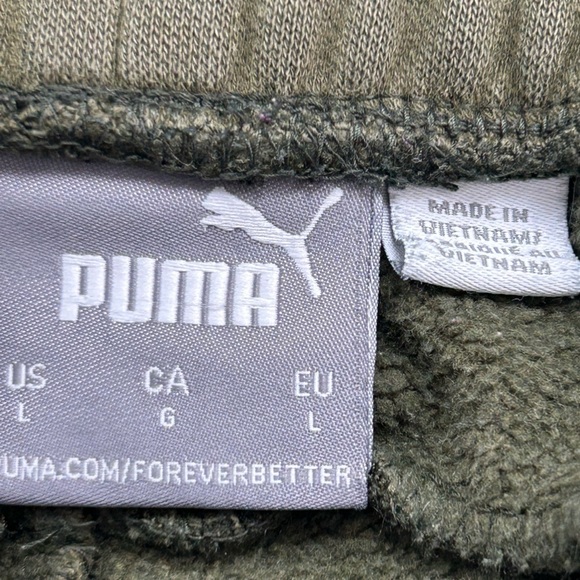 PUMA
US CA EU
L G L
PUMA.COM/FOREVERBETTER
MADE IN
VIETNAM/
FABRIQUÉ AU
VIETNAM